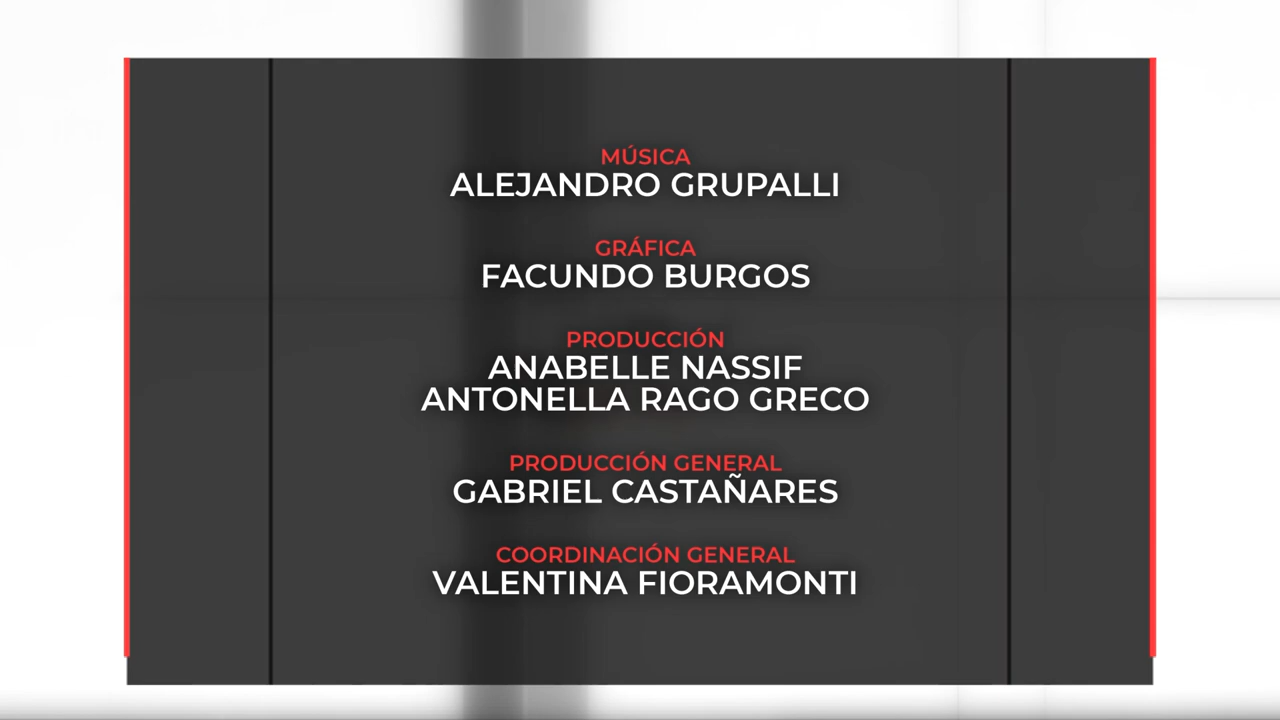 MÚSICA
ALEJANDRO GRUPALLI
GRÁFICA
FACUNDO BURGOS
PRODUCCIÓN
ANABELLE NASSIF
ANTONELLA RAGO GRECO
PRODUCCIÓN GENERAL
GABRIEL CASTAÑARES
COORDINACIÓN GENERAL
VALENTINA FIORAMONTI